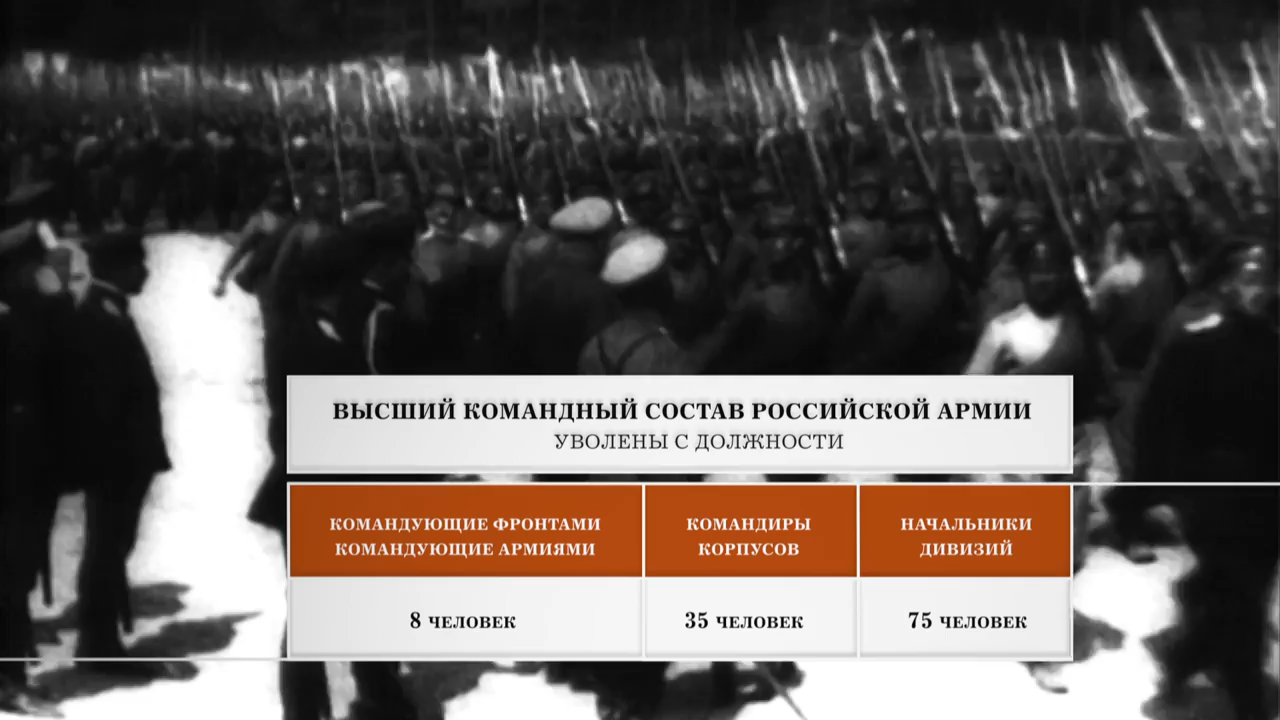 ВЫСШИЙ КОМАНДНЫЙ СОСТАВ РОССИЙСКОЙ АРМИИ
УВОЛЕНЫ С ДОЛЖНОСТИ
КОМАНДУЮЩИЕ ФРОНТАМИ
КОМАНДУЮЩИЕ АРМИЯМИ
КОМАНДИРЫ
КОРПУСОВ
НАЧАЛЬНИКИ
ДИВИЗИЙ
8 ЧЕЛОВЕК
35 ЧЕЛОВЕК
75 ЧЕЛОВЕК